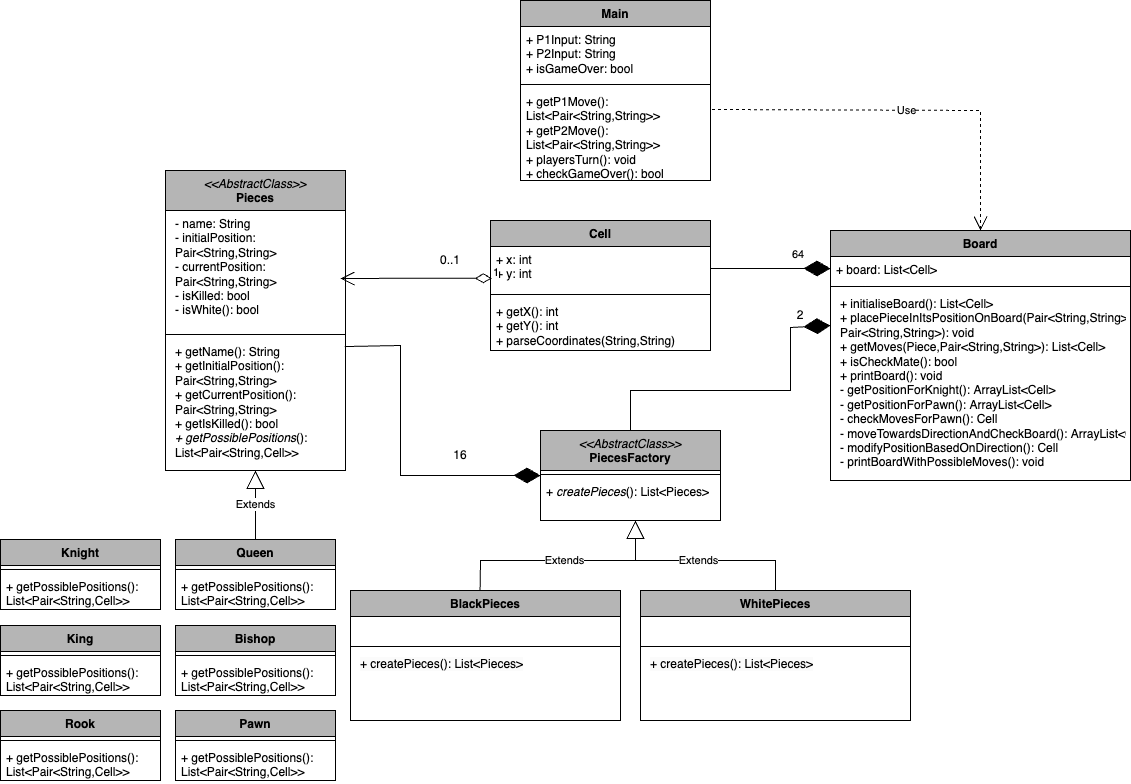 Main
+ P1Input: String
+ P2Input: String
+ isGameOver: bool
+ getP1Move():
List<Pair<String,String>>
+ getP2Move():
List<Pair<String,String>>
+ playersTurn(): void
+ checkGameOver(): bool
Use
<<AbstractClass>>
Pieces
- name: String
- initialPosition:
Pair<String,String>
- currentPosition:
Pair<String,String>
- isKilled: bool
- isWhite(): bool
+ getName(): String
+ getInitialPosition():
Pair<String,String>
+ getCurrentPosition():
Pair<String,String>
+ getIsKilled(): bool
+ getPossiblePositions():
List<Pair<String,Cell>>
0..1
1
Cell
+ x: int
+ y: int
+ getX(): int
+ getY(): int
+ parseCoordinates(String,String)
64
2
Board
+ board: List<Cell>
+ initialiseBoard(): List<Cell>
+ placePieceInItsPositionOnBoard(Pair<String,String>
Pair<String,String>): void
+ getMoves(Piece,Pair<String,String>): List<Cell>
+ isCheckMate(): bool
+ printBoard(): void
- getPositionForKnight(): ArrayList<Cell>
- getPositionForPawn(): ArrayList<Cell>
- checkMovesForPawn(): Cell
- moveTowardsDirectionAndCheckBoard(): ArrayList<
- modifyPositionBasedOnDirection(): Cell
- printBoardWithPossibleMoves(): void
16
<<AbstractClass>>
PiecesFactory
+ createPieces(): List<Pieces>
Extends
Extends
Extends
Knight
+ getPossiblePositions():
List<Pair<String,Cell>>
Queen
+ getPossiblePositions():
List<Pair<String,Cell>>
King
+ getPossiblePositions():
List<Pair<String,Cell>>
Bishop
+ getPossiblePositions():
List<Pair<String,Cell>>
Rook
+ getPossiblePositions():
List<Pair<String,Cell>>
Pawn
+ getPossiblePositions():
List<Pair<String,Cell>>
BlackPieces
+ createPieces(): List<Pieces>
WhitePieces
+ createPieces(): List<Pieces>